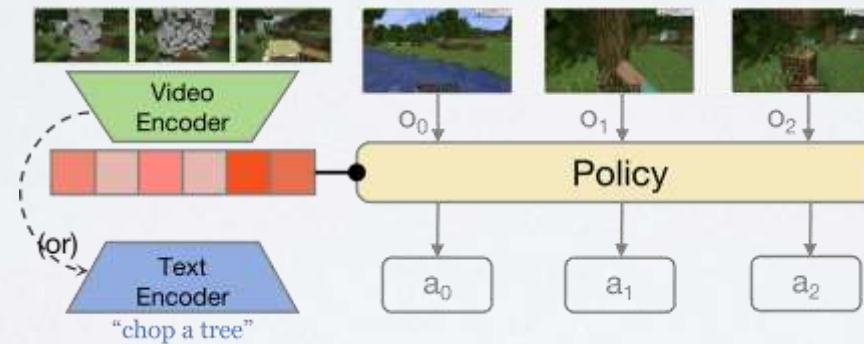 Video
Encoder
(or)
Text
Encoder
“chop a tree”
o₀
o₁
o₂
Policy
a₀
a₁
a₂